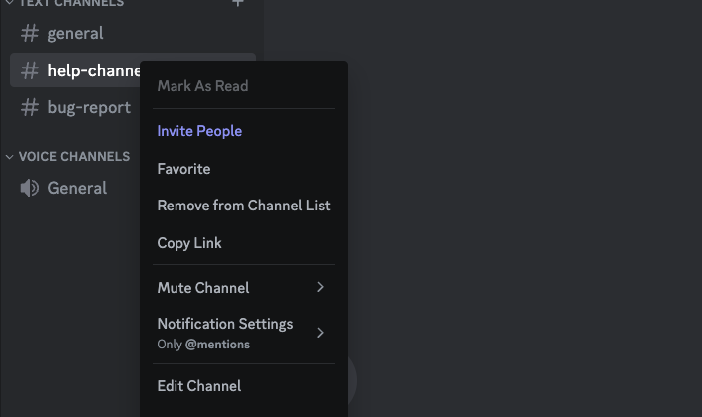 TEXT CHANNELS
general
help-channe
bug-report
VOICE CHANNELS
General
Mark As Read
Invite People
Favorite
Remove from Channel List
Copy Link
Mute Channel
Notification Settings
Only @mentions
Edit Channel